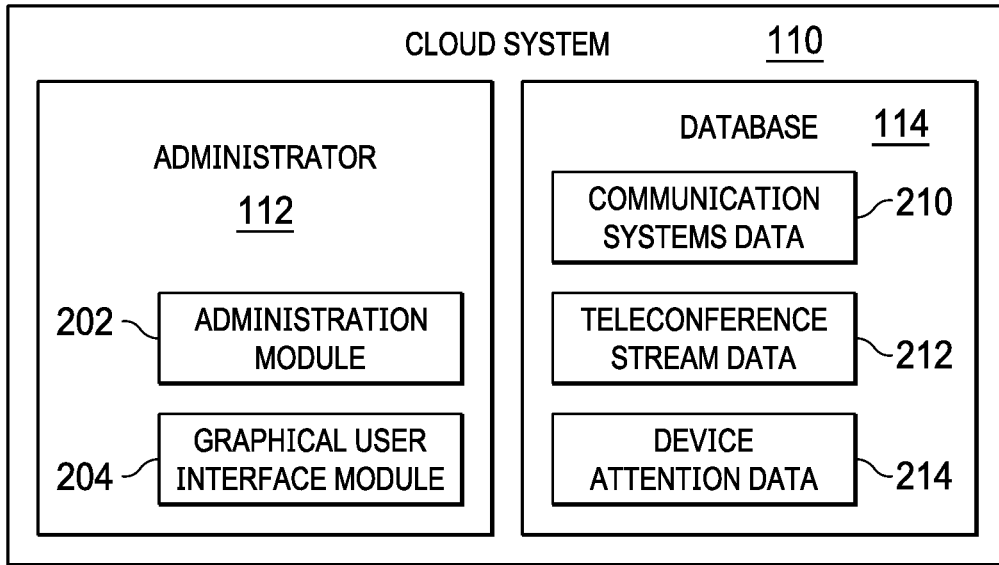 CLOUD SYSTEM 110
ADMINISTRATOR
112
202
ADMINISTRATION
MODULE
204
GRAPHICAL USER
INTERFACE MODULE
DATABASE 114
COMMUNICATION
SYSTEMS DATA
210
TELECONFERENCE
STREAM DATA
212
DEVICE
ATTENTION DATA
214